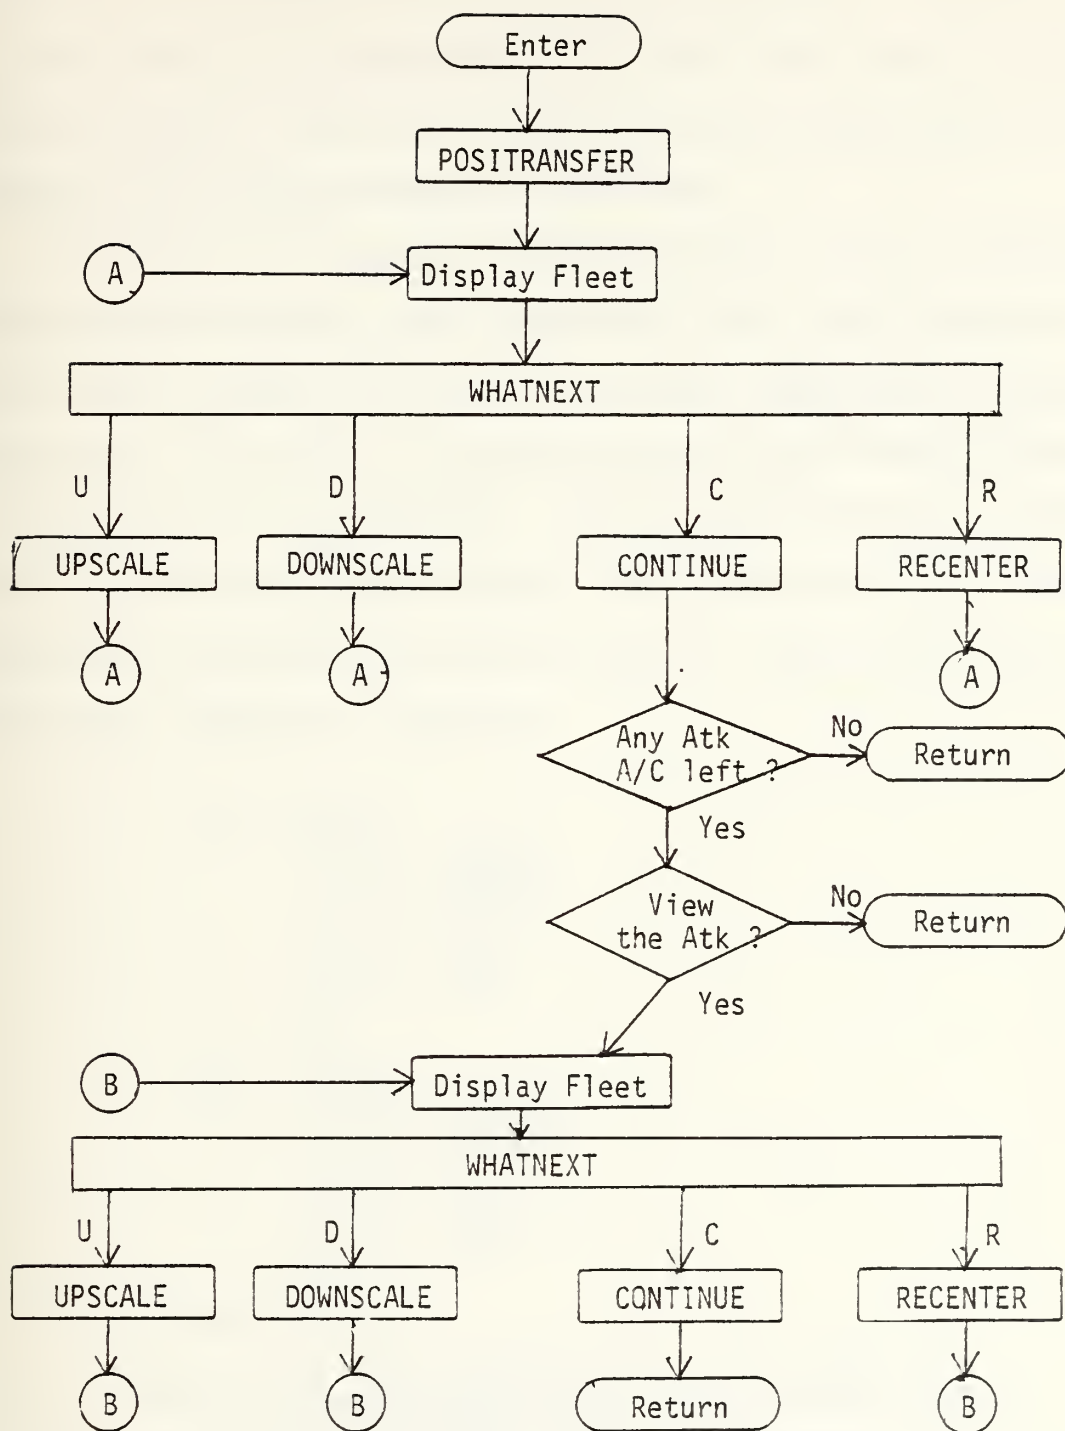 Enter
POSITRANSFER
A
Display Fleet
WHATNEXT
U
D
C
R
UPSCALE
DOWNSCALE
CONTINUE
RECENTER
A
A
A
Any Atk
A/C left ?
No
Return
Yes
View
the Atk ?
No
Return
Yes
B
Display Fleet
WHATNEXT
U
D
C
R
UPSCALE
DOWNSCALE
CONTINUE
RECENTER
B
B
Return
B